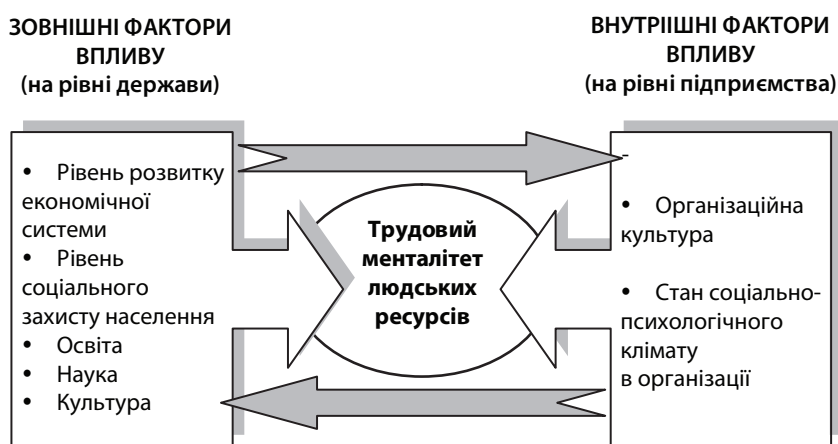 ЗОВНІШНІ ФАКТОРИ
ВПЛИВУ
(на рівні держави)
• Рівень розвитку
економічної
системи
• Рівень
соціального
захисту населення
• Освіта
• Наука
• Культура
Трудовий
менталітет
людських
ресурсів
ВНУТРІІШНІ ФАКТОРИ
ВПЛИВУ
(на рівні підприємства)
-
• Організаційна
культура
• Стан соціально-
психологічного
клімату
в організації